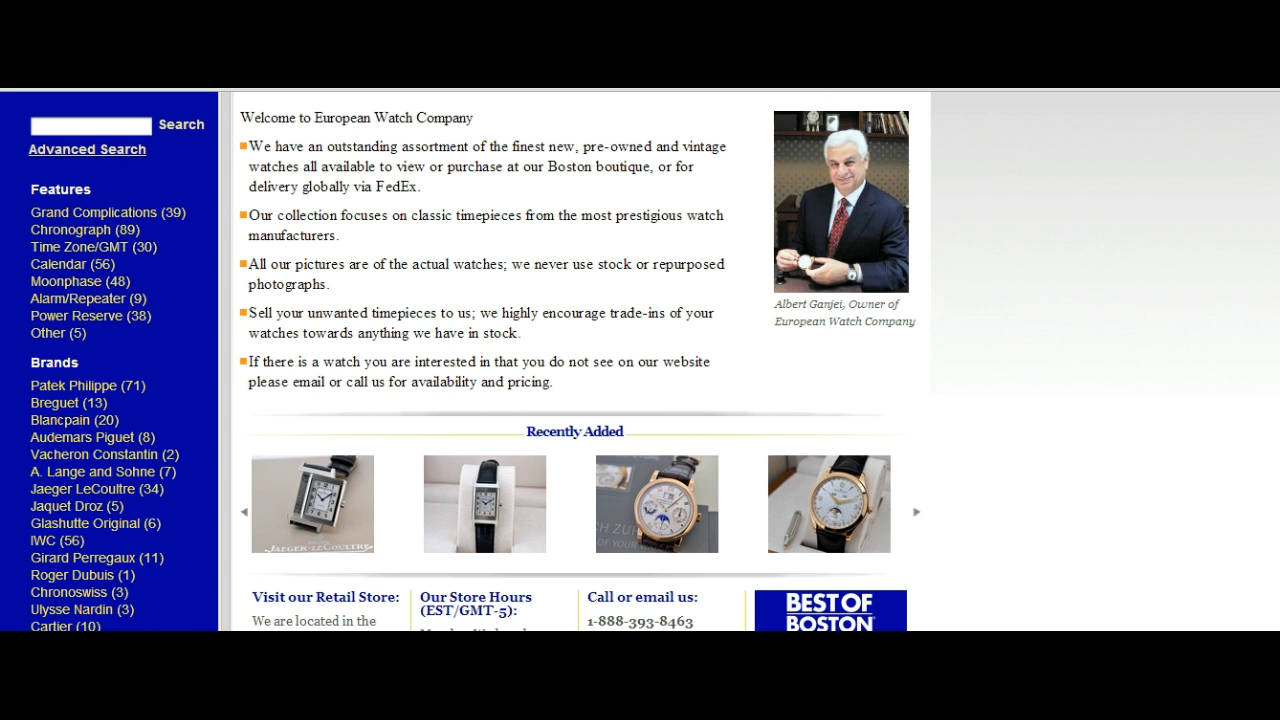 Search
Advanced Search
Features
Grand Complications (39)
Chronograph (89)
Time Zone/GMT (30)
Calendar (56)
Moonphase (48)
Alarm/Repeater (9)
Power Reserve (38)
Other (5)
Brands
Patek Philippe (71)
Breguet (13)
Blancpain (20)
Audemars Piguet (8)
Vacheron Constantin (2)
A. Lange and Sohne (7)
Jaeger LeCoultre (34)
Jaquet Droz (5)
Glashutte Original (6)
IWC (56)
Girard Perregaux (11)
Roger Dubuis (1)
Chronoswiss (3)
Ulysse Nardin (3)
Cartier (10)
Welcome to European Watch Company
We have an outstanding assortment of the finest new, pre-owned and vintage
watches all available to view or purchase at our Boston boutique, or for
delivery globally via FedEx.
Our collection focuses on classic timepieces from the most prestigious watch
manufacturers.
All our pictures are of the actual watches; we never use stock or repurposed
photographs.
Sell your unwanted timepieces to us; we highly encourage trade-ins of your
watches towards anything we have in stock.
If there is a watch you are interested in that you do not see on our website
please email or call us for availability and pricing.
Albert Ganjei, Owner of
European Watch Company
Recently Added
JAEGER-LECOULTRE
Visit our Retail Store:
We are located in the
Our Store Hours
(EST/GMT-5):
Call or email us:
1-888-393-8463
BEST OF
BOSTON